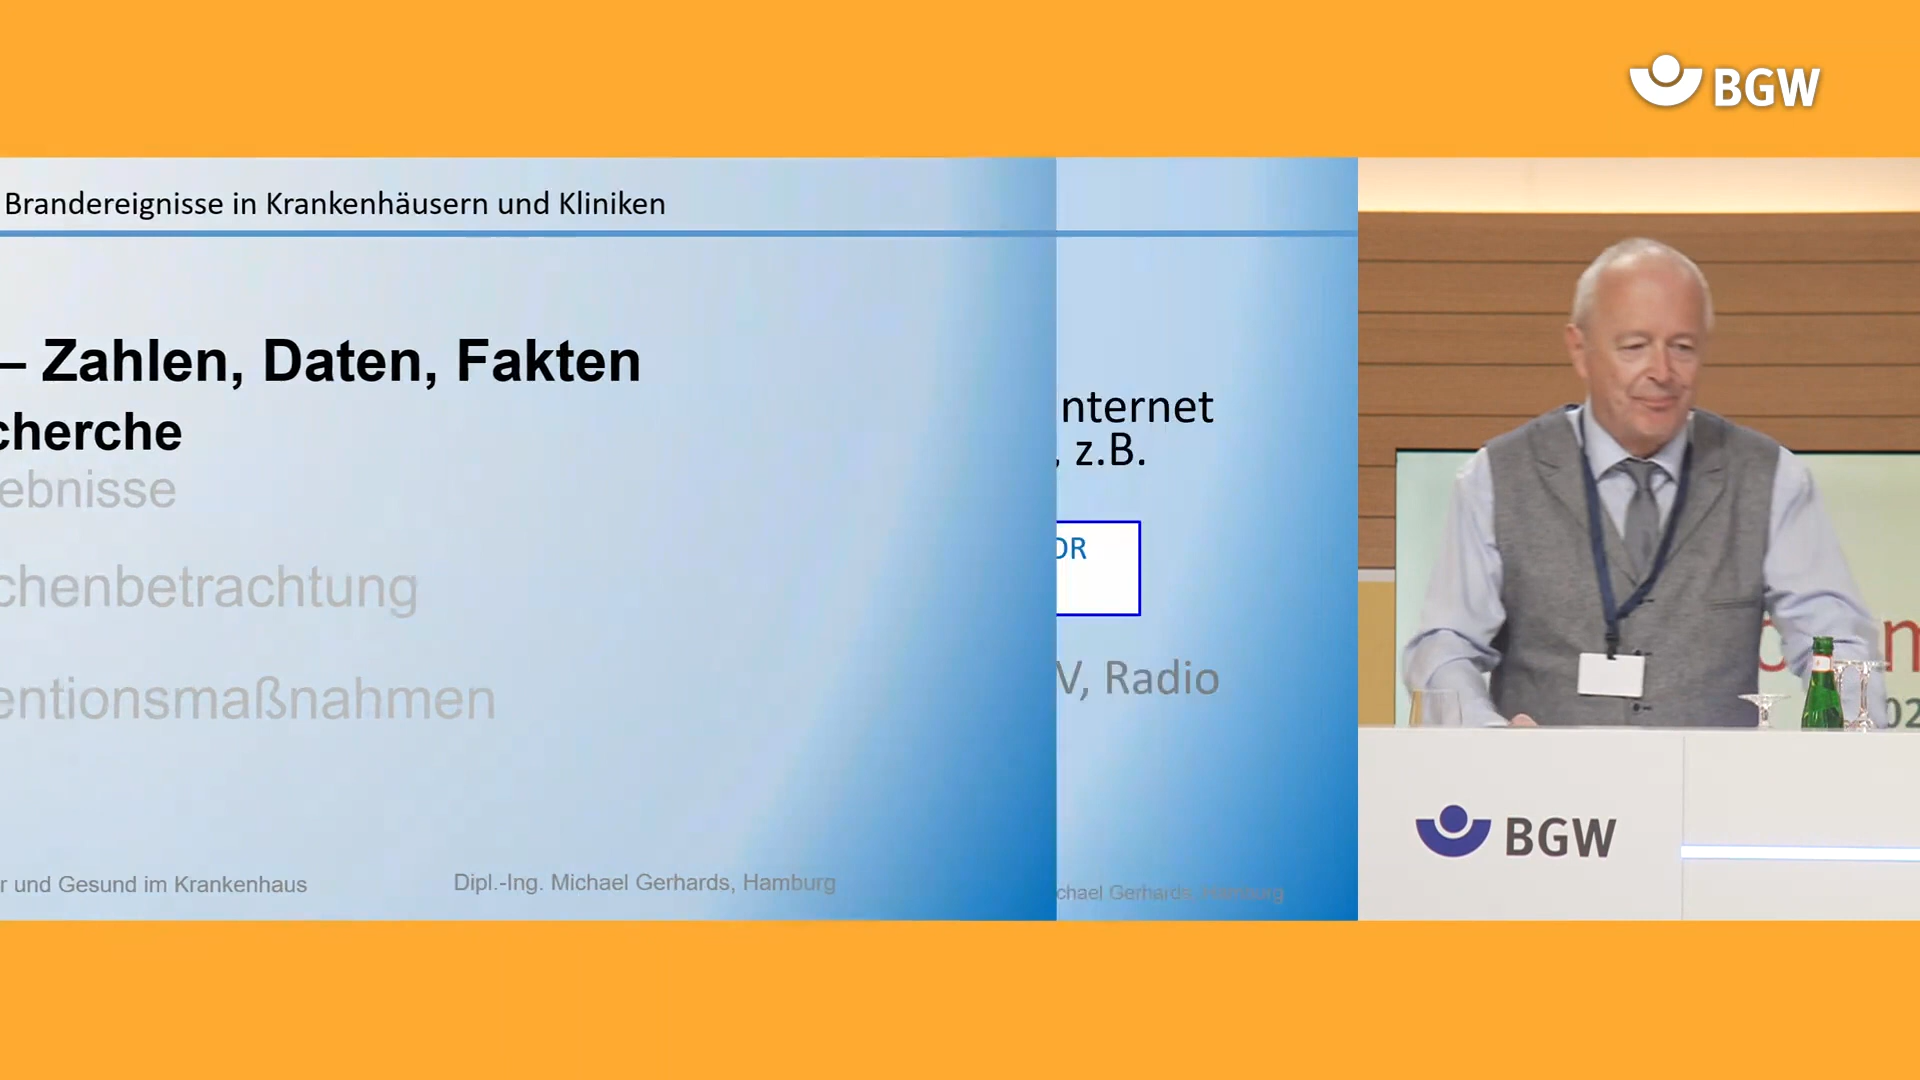 BGW
Brandereignisse in Krankenhäusern und Kliniken
– Zahlen, Daten, Fakten
cherche
ebnisse
chenbetrachtung
entionsmaßnahmen
r und Gesund im Krankenhaus
Dipl.-Ing. Michael Gerhards, Hamburg
nternet
, z.B.
DR
V, Radio
chael Gerhards, Hamburg
BGW